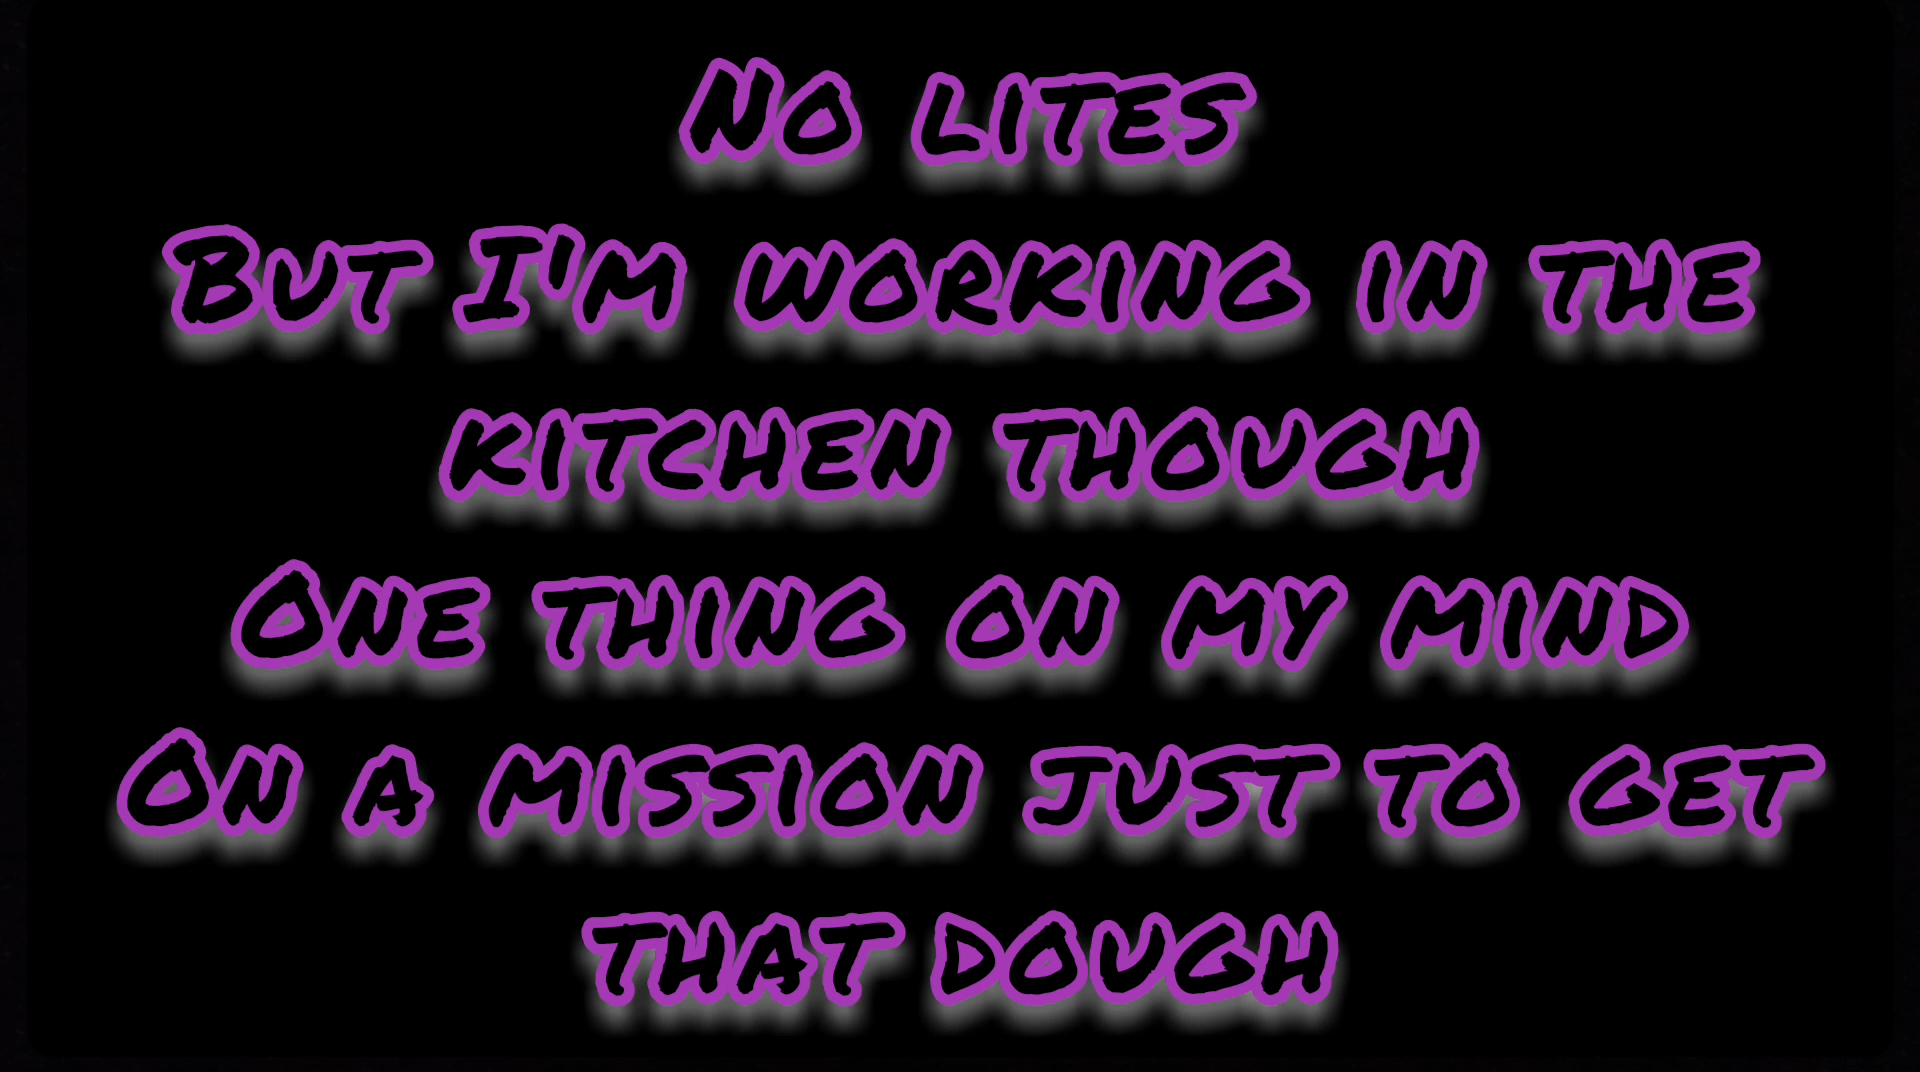 No lites
But I'm working in the
kitchen though
One thing on my mind
On a mission just to get
that dough